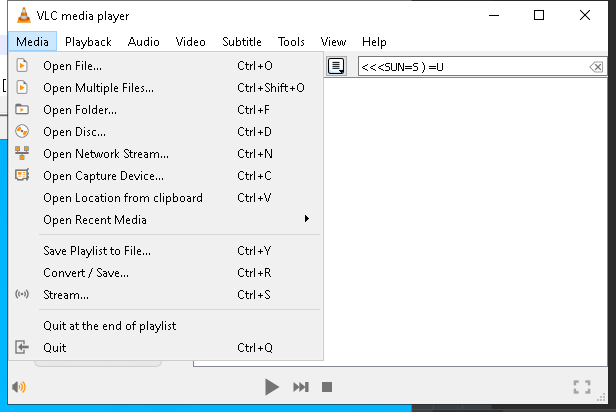 VLC media player
Media Playback Audio Video Subtitle Tools View Help
<<<SUN=S ) =U
Open File... Ctrl+O
Open Multiple Files... Ctrl+Shift+O
Open Folder... Ctrl+F
Open Disc... Ctrl+D
Open Network Stream... Ctrl+N
Open Capture Device... Ctrl+C
Open Location from clipboard Ctrl+V
Open Recent Media
Save Playlist to File... Ctrl+Y
Convert / Save... Ctrl+R
Stream... Ctrl+S
Quit at the end of playlist
Quit Ctrl+Q